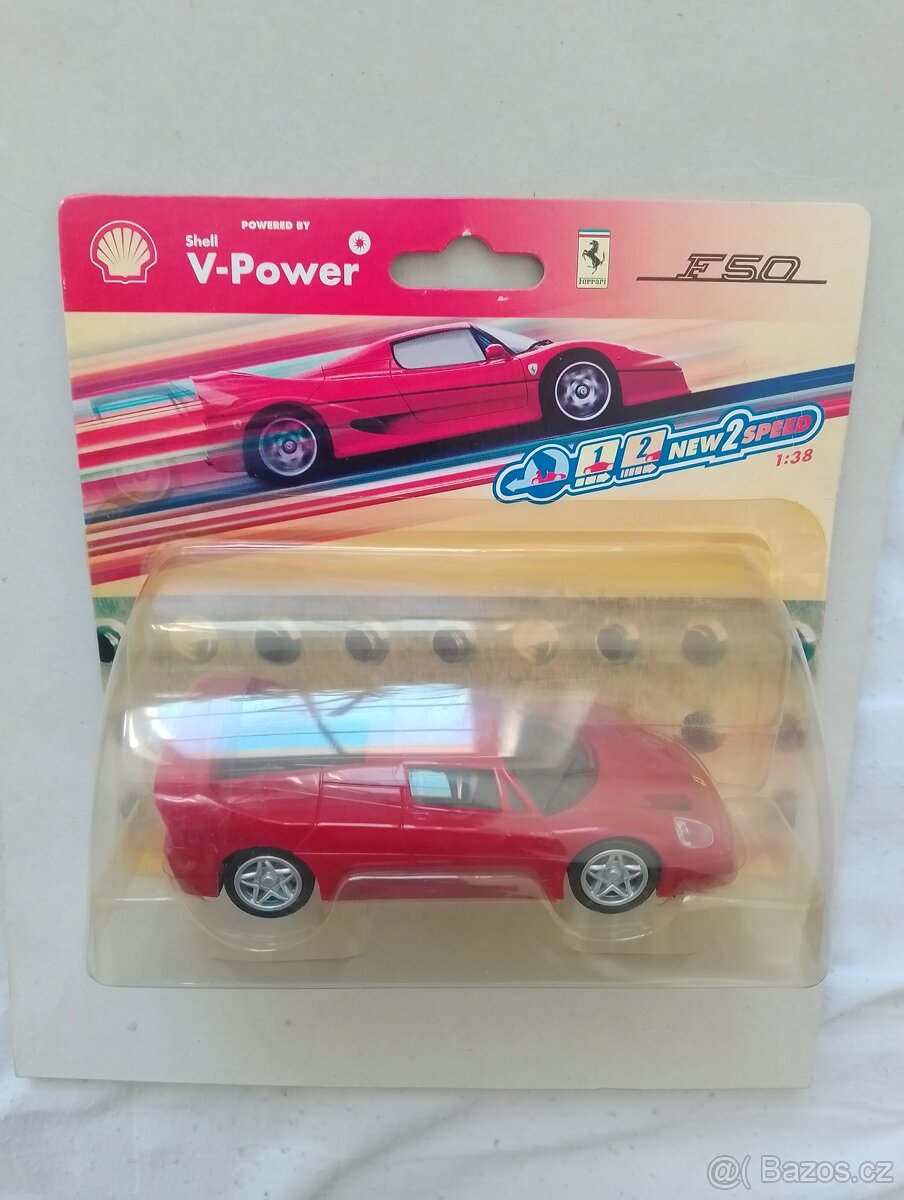 POWERED BY
Shell
V-Power
Ferrari
F50
1 2 NEW 2 SPEED
1:38
@( Bazos.cz